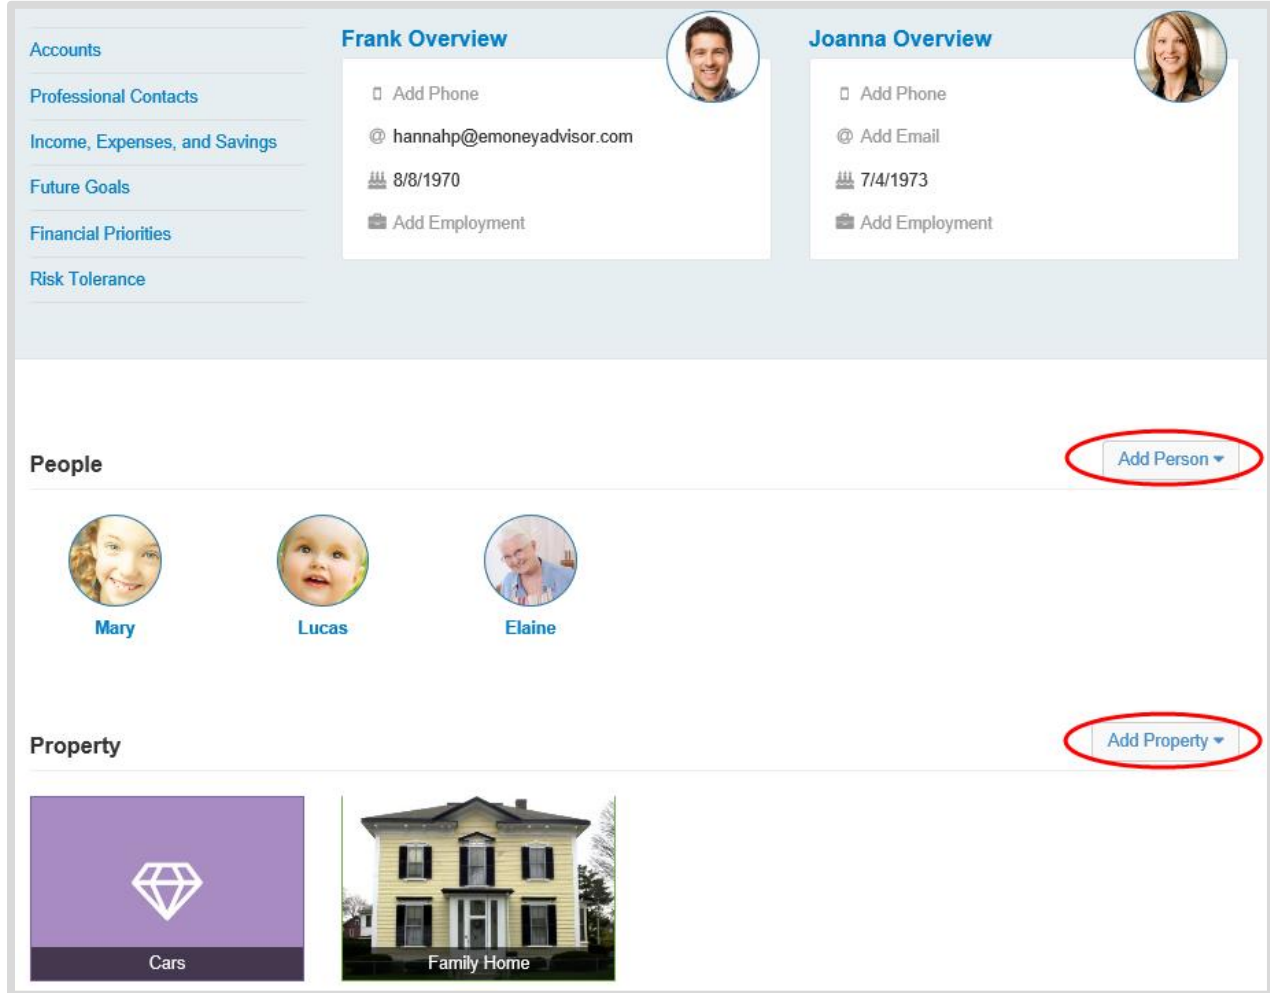 Accounts
Professional Contacts
Income, Expenses, and Savings
Future Goals
Financial Priorities
Risk Tolerance
Frank Overview
Add Phone
hannahp@emoneyadvisor.com
8/8/1970
Add Employment
Joanna Overview
Add Phone
@ Add Email
7/4/1973
Add Employment
People
Add Person
Mary
Lucas
Elaine
Property
Add Property
Cars
Family Home